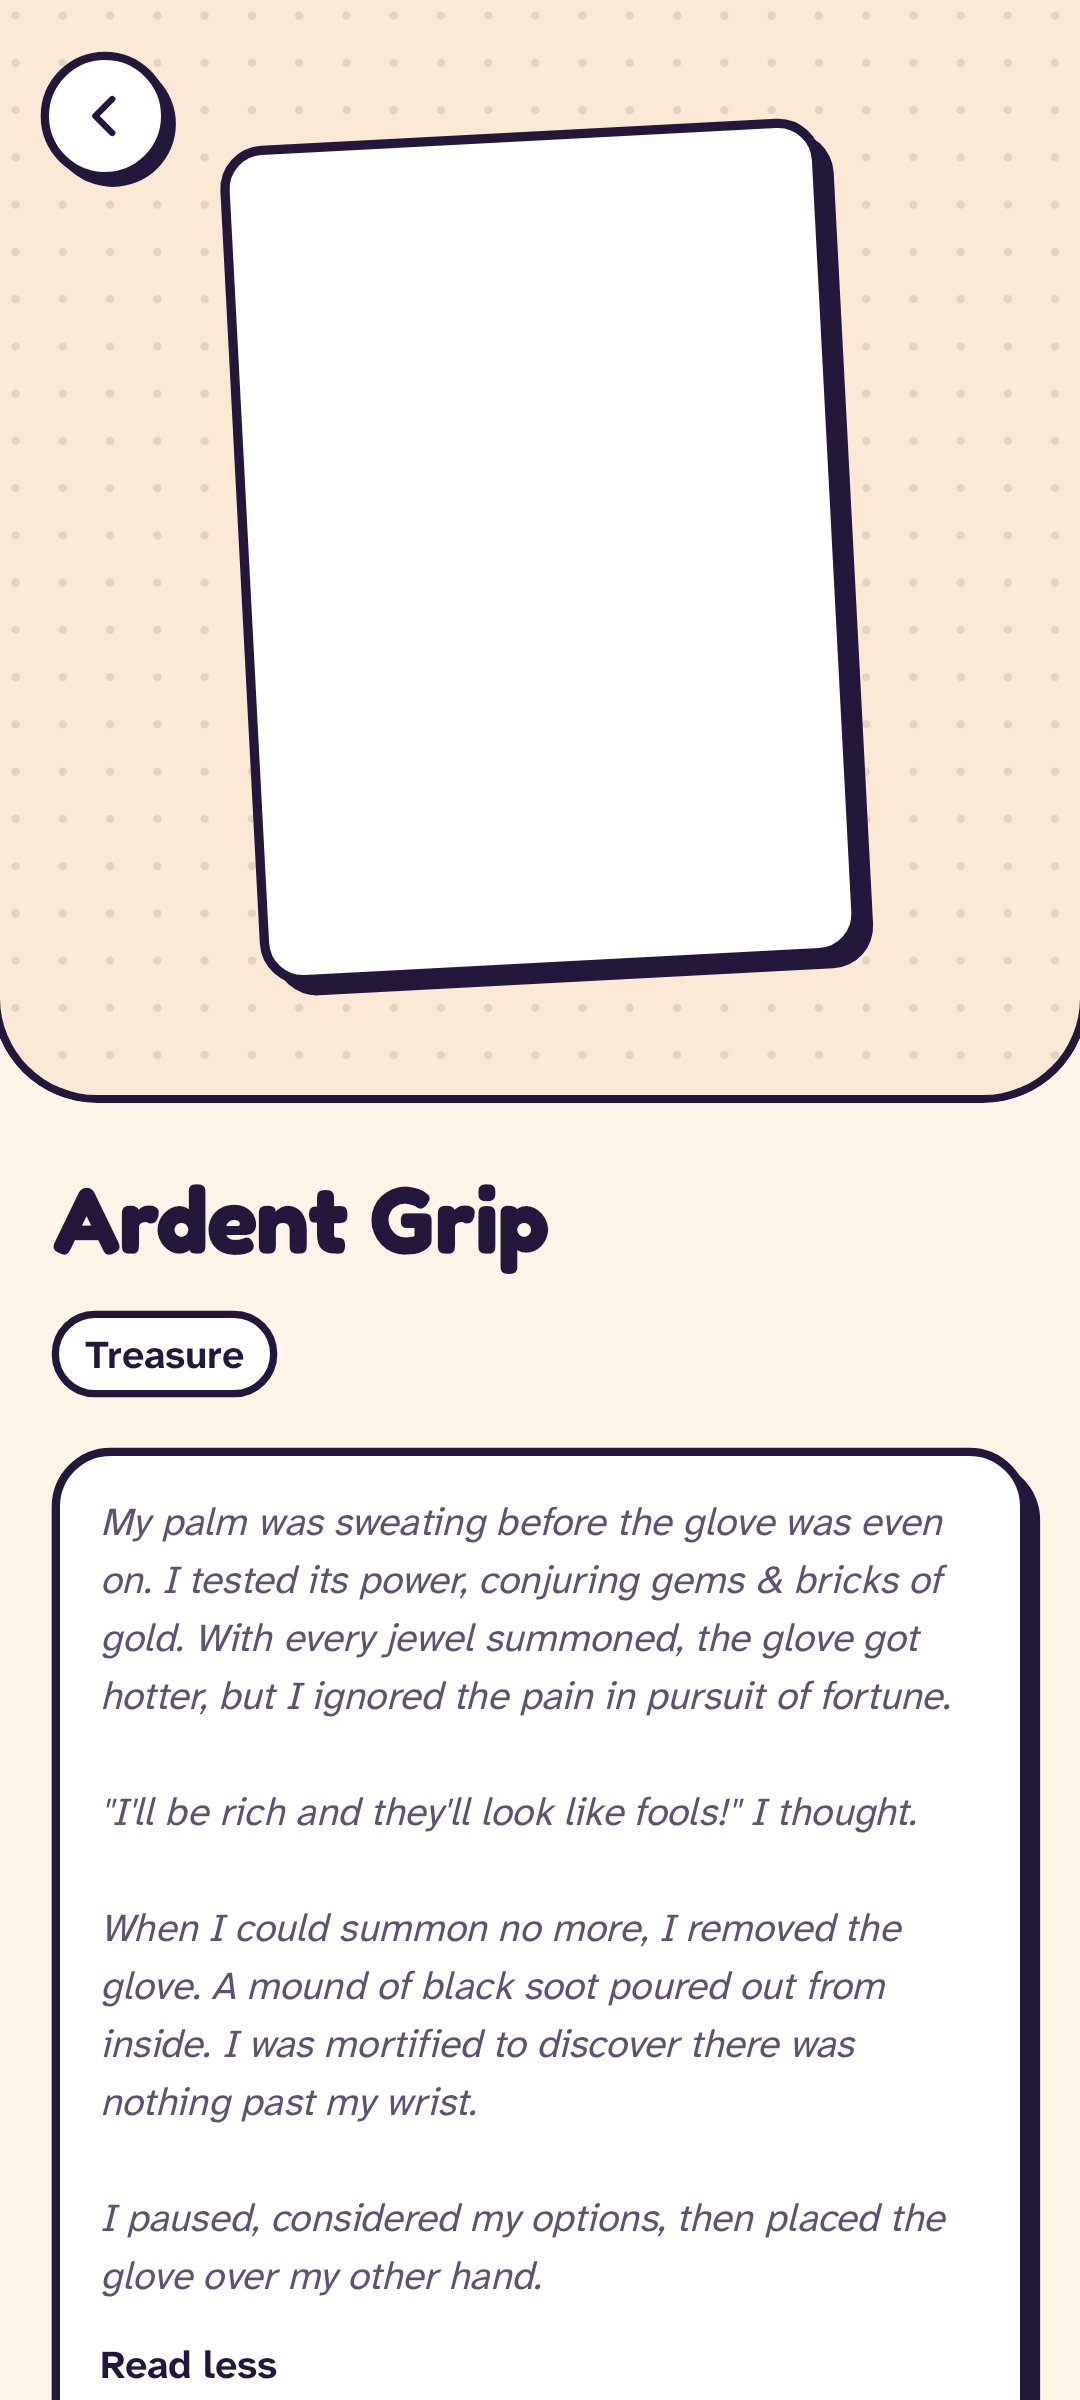 Ardent Grip
Treasure
My palm was sweating before the glove was even
on. I tested its power, conjuring gems & bricks of
gold. With every jewel summoned, the glove got
hotter, but I ignored the pain in pursuit of fortune.
"I'll be rich and they'll look like fools!" I thought.
When I could summon no more, I removed the
glove. A mound of black soot poured out from
inside. I was mortified to discover there was
nothing past my wrist.
I paused, considered my options, then placed the
glove over my other hand.
Read less